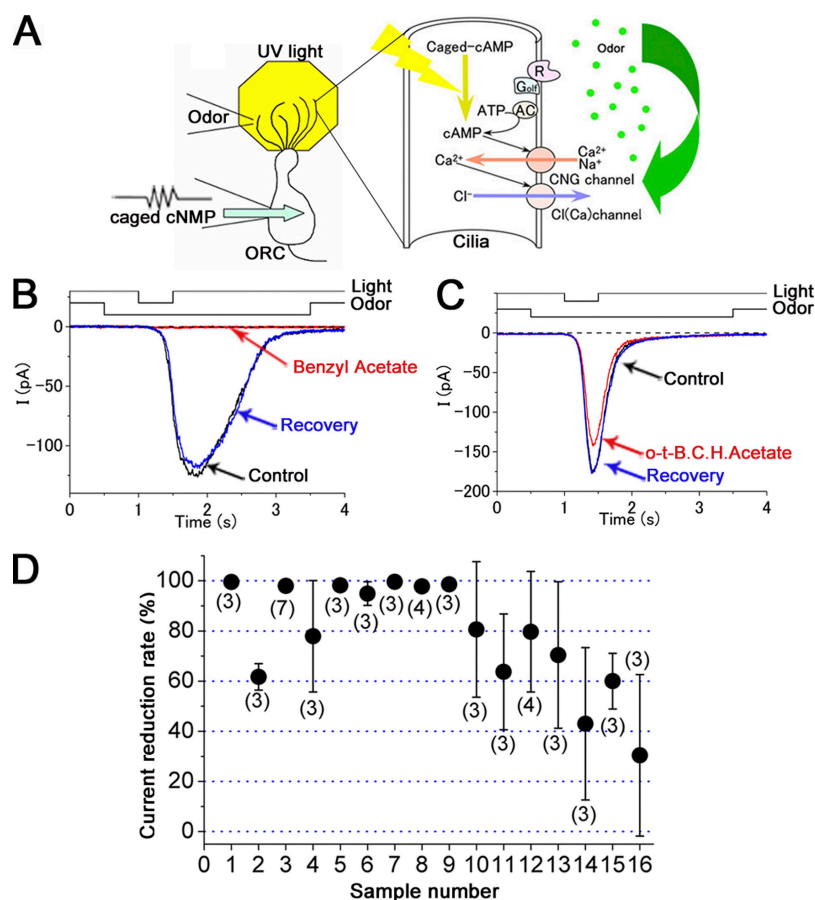 A
UV light
Odor
caged cNMP
ORC
Caged-cAMP
Odor
R
Golf
ATP
AC
cAMP
Ca2+
Ca2+
Na+
CNG channel
Cl-
Cl(Ca)channel
Cilia
B
Light
Odor
0
-50
-100
I (pA)
Benzyl Acetate
Recovery
Control
0
1
2
3
4
Time (s)
C
Light
Odor
0
-50
-100
-150
-200
I (pA)
Control
o-t-B.C.H.Acetate
Recovery
0
1
2
3
4
Time (s)
D
100
80
60
40
20
0
Current reduction rate (%)
(3)
(3)
(7)
(3)
(3)
(3)
(3)
(4)
(3)
(3)
(3)
(4)
(3)
(3)
(3)
(3)
0 1 2 3 4 5 6 7 8 9 10 11 12 13 14 15 16
Sample number